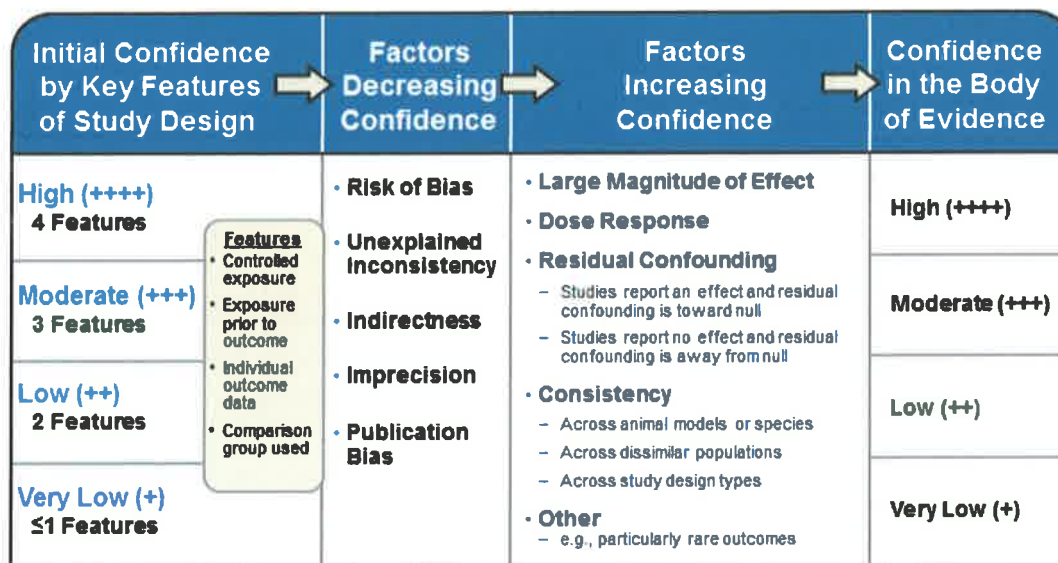 Initial Confidence
by Key Features
of Study Design
Factors
Decreasing
Confidence
Factors
Increasing
Confidence
Confidence
in the Body
of Evidence
High (++++)
4 Features
Moderate (+++)
3 Features
Low (++)
2 Features
Very Low (+)
≤1 Features
Features
• Controlled
exposure
• Exposure
prior to
outcome
• Individual
outcome
data
• Comparison
group used
• Risk of Bias
• Unexplained
Inconsistency
• Indirectness
• Imprecision
• Publication
Bias
• Large Magnitude of Effect
• Dose Response
• Residual Confounding
– Studies report an effect and residual
confounding is toward null
– Studies report no effect and residual
confounding is away from null
• Consistency
– Across animal models or species
– Across dissimilar populations
– Across study design types
• Other
– e.g., particularly rare outcomes
High (++++)
Moderate (+++)
Low (++)
Very Low (+)